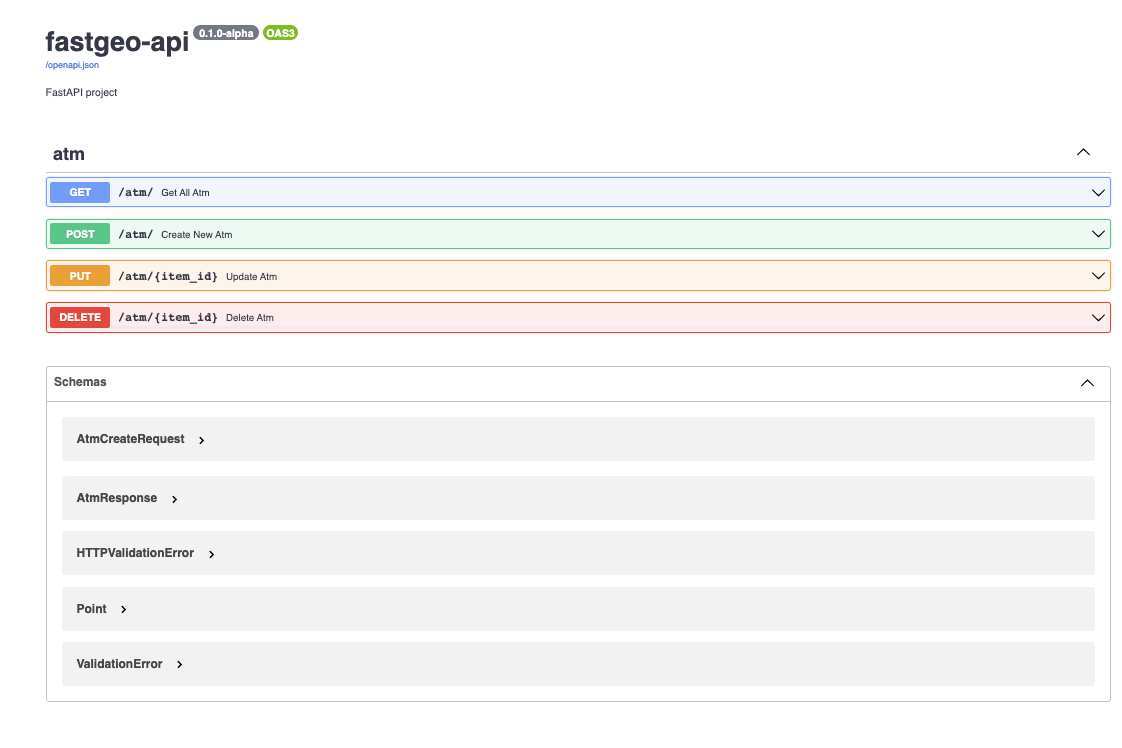 fastgeo-api 0.1.0-alpha OAS3
/openapi.json
FastAPI project
atm
GET /atm/ Get All Atm
POST /atm/ Create New Atm
PUT /atm/{item_id} Update Atm
DELETE /atm/{item_id} Delete Atm
Schemas
AtmCreateRequest
AtmResponse
HTTPValidationError
Point
ValidationError